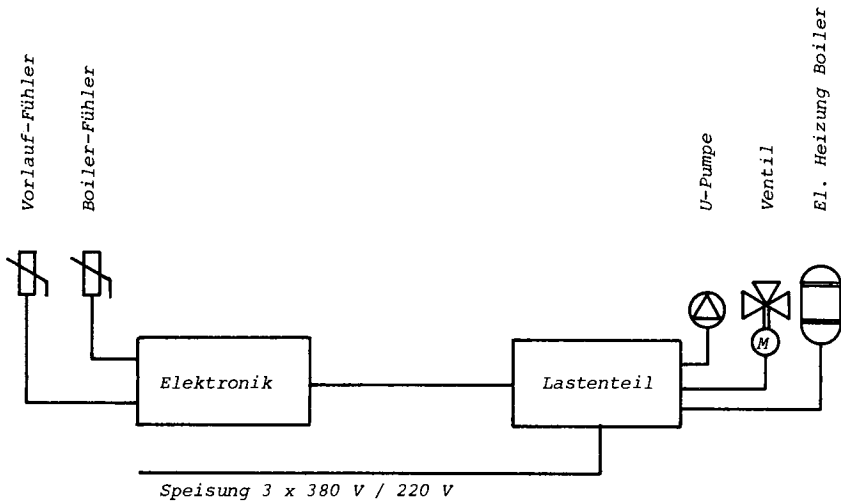 Vorlauf-Fühler
Boiler-Fühler
U-Pumpe
Ventil
El. Heizung Boiler
M
Elektronik
Lastenteil
Speisung 3 x 380 V / 220 V